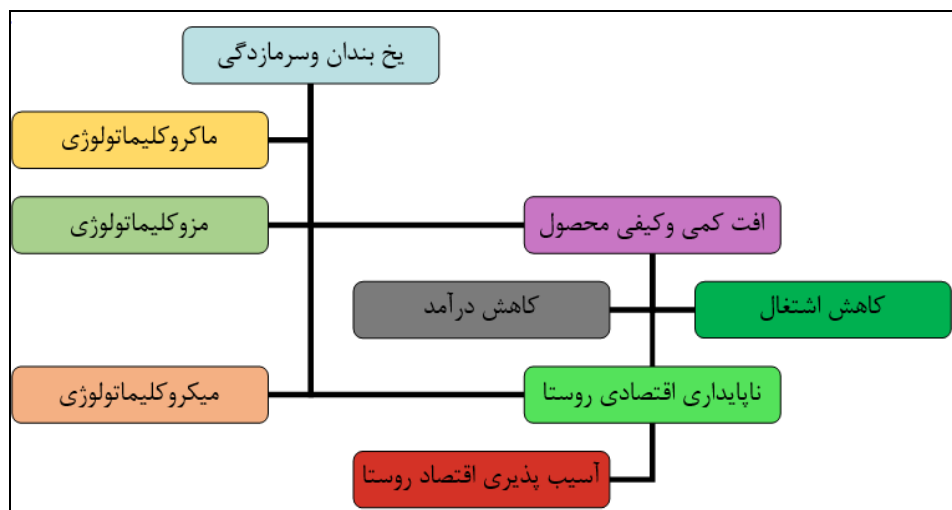 یخ بندان وسرمازدگی
ماکروکلیماتولوژی
افت کمی وکیفی محصول
مزوکلیماتولوژی
کاهش اشتغال
کاهش درآمد
ناپایداری اقتصادی روستا
میکروکلیماتولوژی
آسیب پذیری اقتصاد روستا